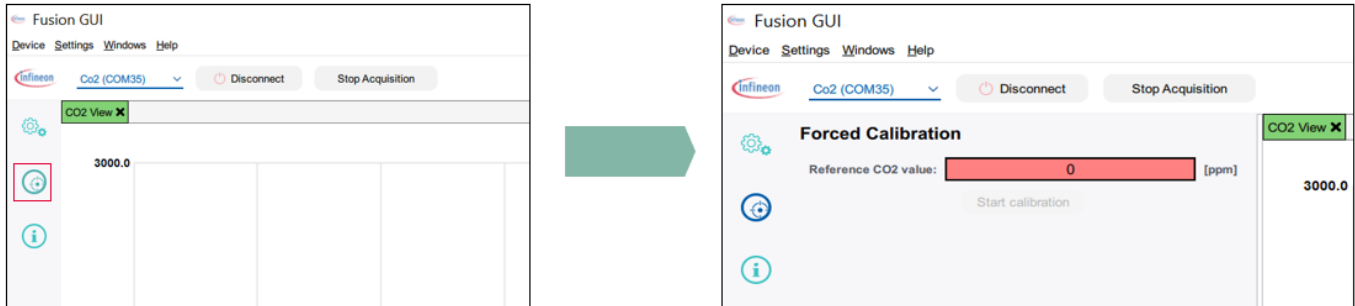 Fusion GUI
Device Settings Windows Help
infineon Co2 (COM35) Disconnect Stop Acquisition
CO2 View ✕
3000.0
Fusion GUI
Device Settings Windows Help
infineon Co2 (COM35) Disconnect Stop Acquisition
Forced Calibration
CO2 View ✕
Reference CO2 value: 0 [ppm]
3000.0
Start calibration